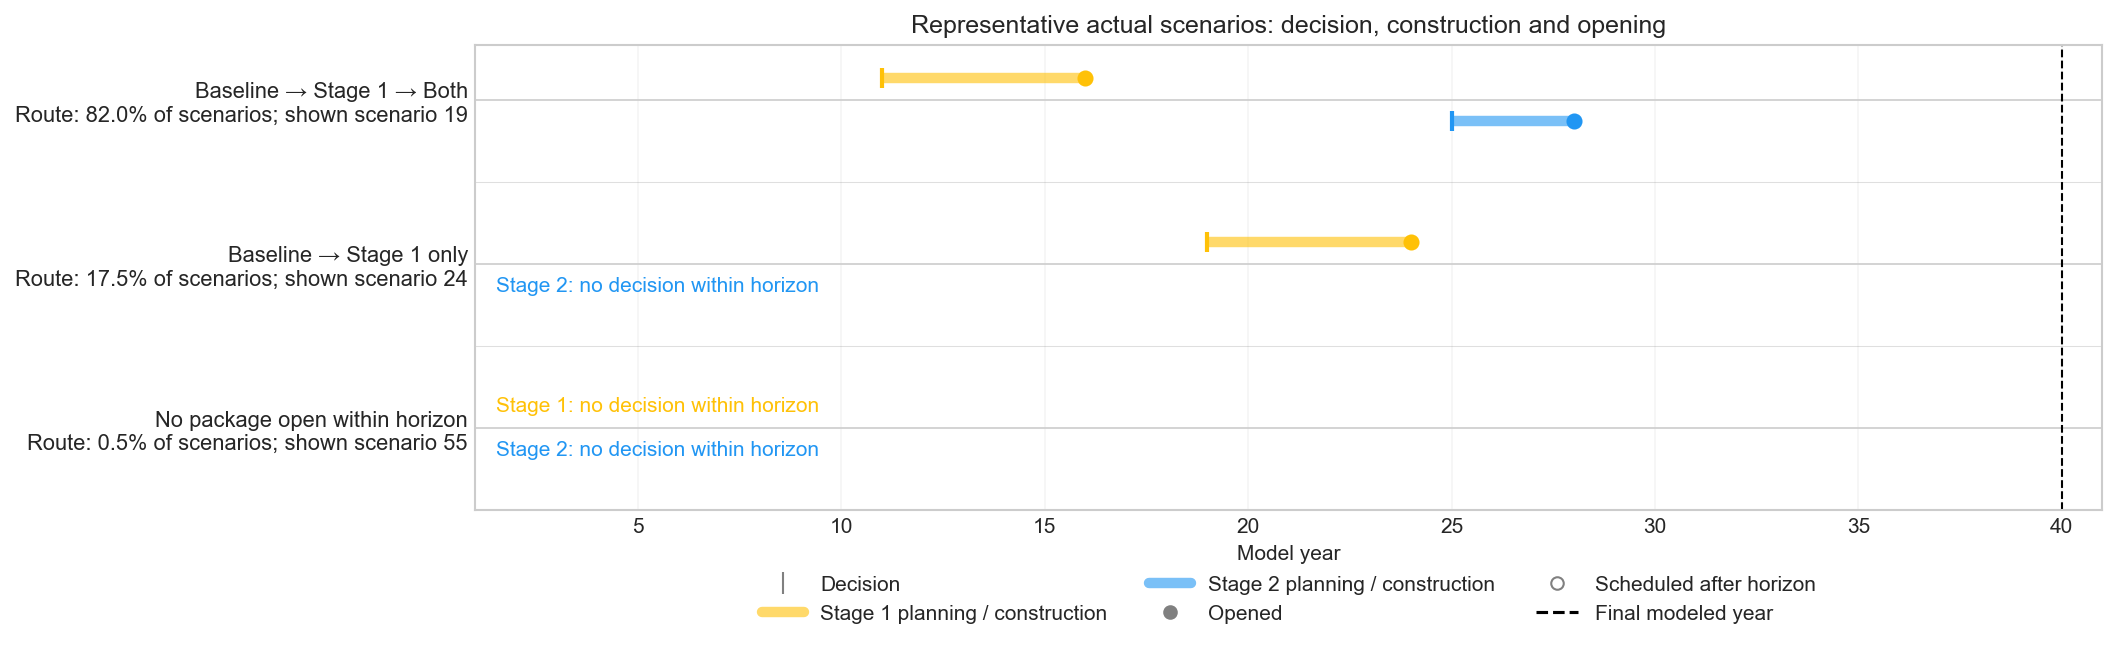 Representative actual scenarios: decision, construction and opening
Baseline → Stage 1 → Both
Route: 82.0% of scenarios; shown scenario 19
Baseline → Stage 1 only
Route: 17.5% of scenarios; shown scenario 24
Stage 2: no decision within horizon
Stage 1: no decision within horizon
No package open within horizon
Route: 0.5% of scenarios; shown scenario 55
Stage 2: no decision within horizon
5 10 15 20 25 30 35 40
Model year
Decision
Stage 1 planning / construction
Stage 2 planning / construction
Opened
Scheduled after horizon
Final modeled year